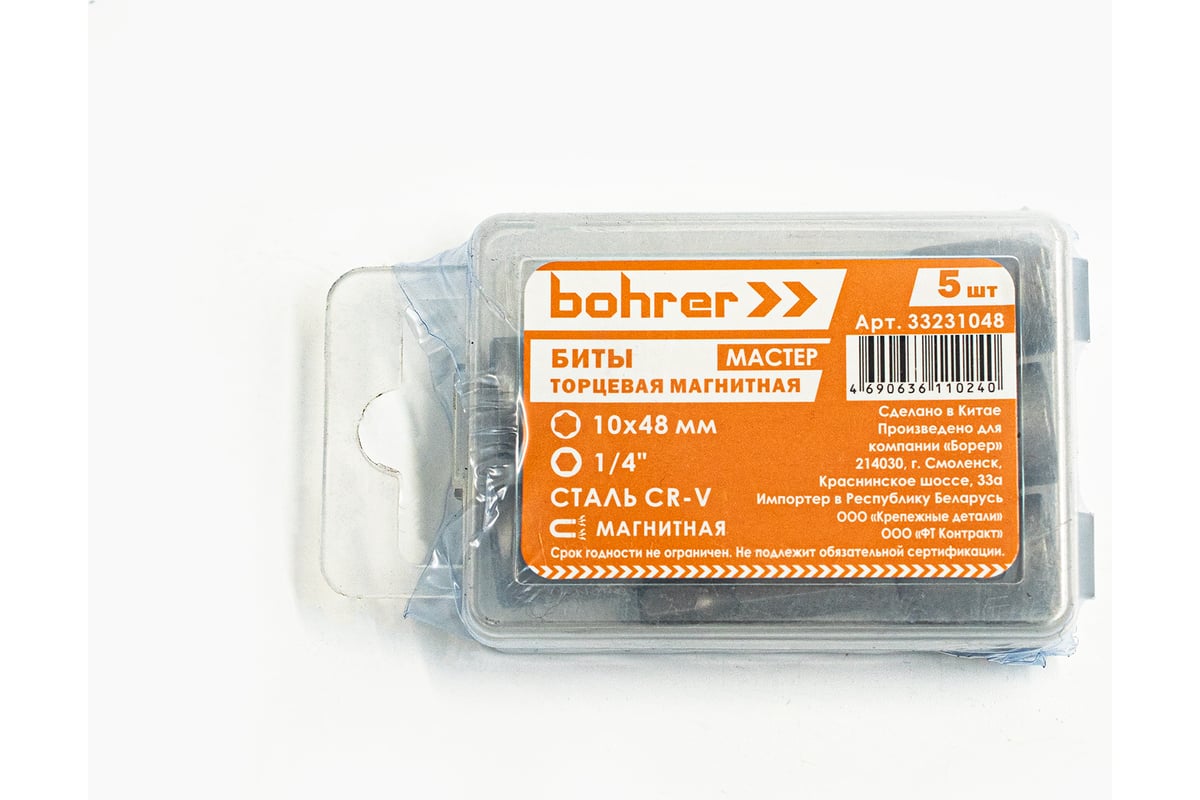 bohrer
5 шт
Арт. 33231048
БИТЫ МАСТЕР
ТОРЦЕВАЯ МАГНИТНАЯ
4 690636 110240
10х48 мм
1/4"
СТАЛЬ CR-V
МАГНИТНАЯ
Сделано в Китае
Произведено для
компании «Борер»
214030, г. Смоленск,
Краснинское шоссе, 33а
Импортер в Республику Беларусь
ООО «Крепежные детали»
ООО «ФТ Контракт»
Срок годности не ограничен. Не подлежит обязательной сертификации.